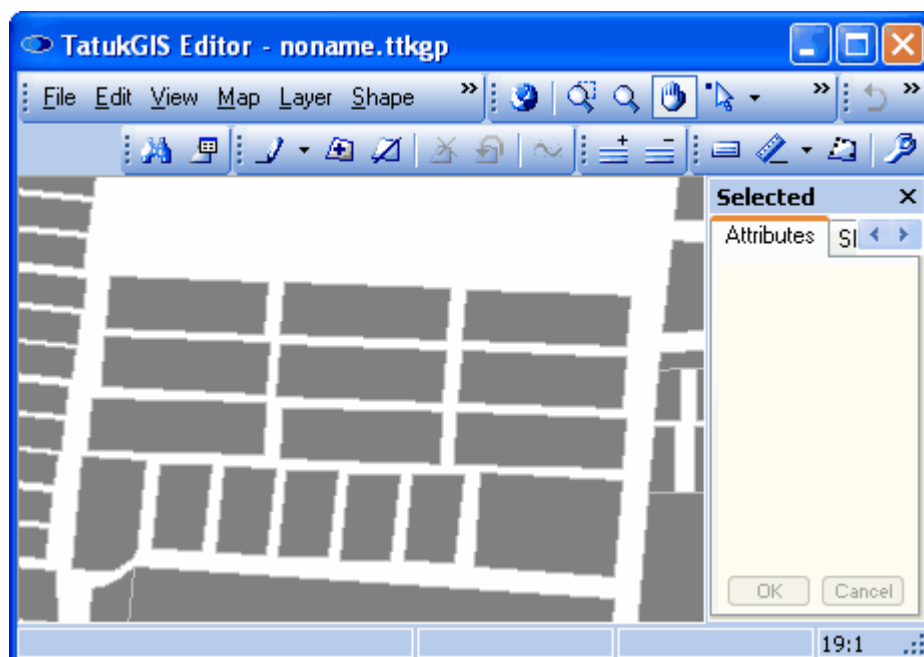 TatukGIS Editor - noname.ttkgp
File Edit View Map Layer Shape
Selected
Attributes
OK Cancel
19:1